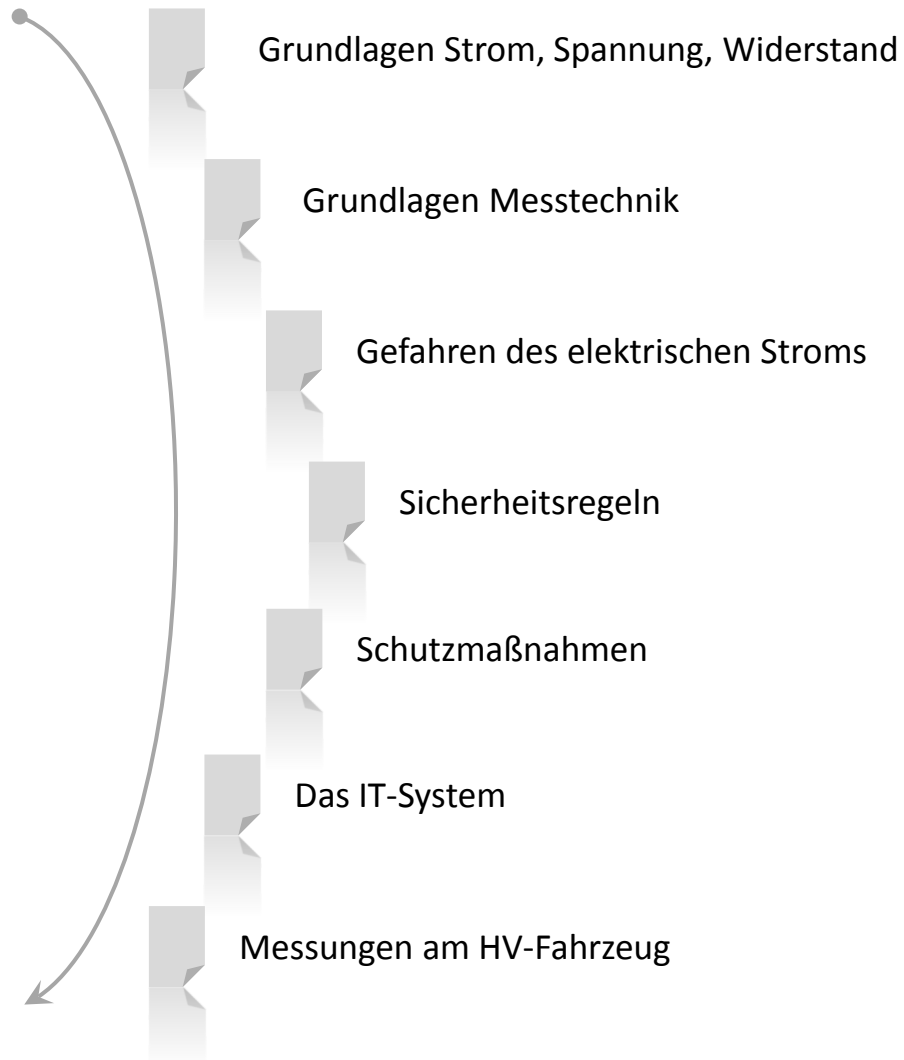 Grundlagen Strom, Spannung, Widerstand
Grundlagen Messtechnik
Gefahren des elektrischen Stroms
Sicherheitsregeln
Schutzmaßnahmen
Das IT-System
Messungen am HV-Fahrzeug